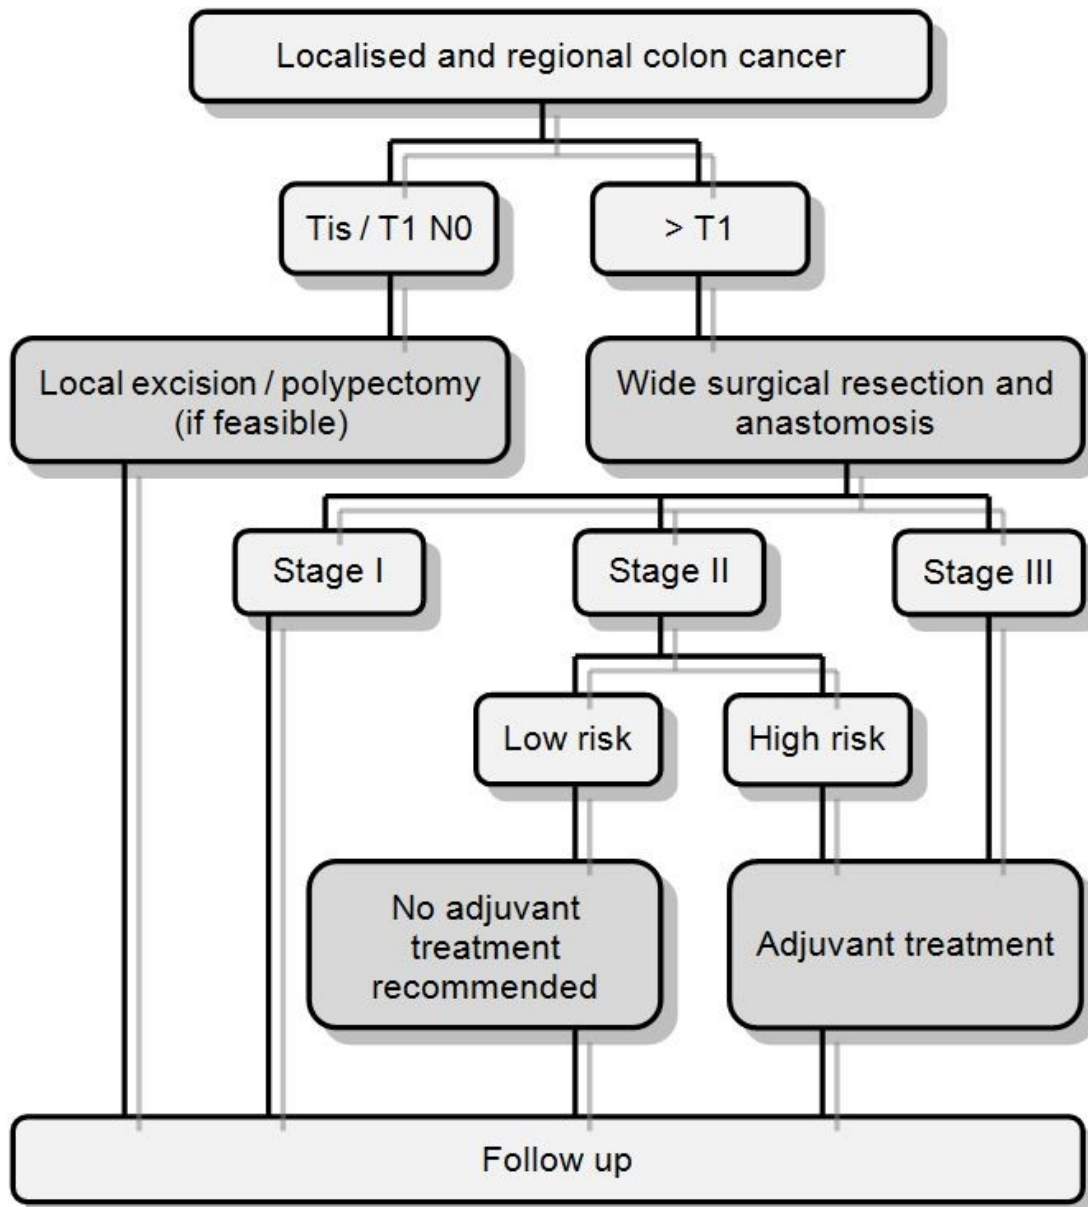 Localised and regional colon cancer
Tis / T1 N0
> T1
Local excision / polypectomy
(if feasible)
Wide surgical resection and
anastomosis
Stage I
Stage II
Stage III
Low risk
High risk
No adjuvant
treatment
recommended
Adjuvant treatment
Follow up